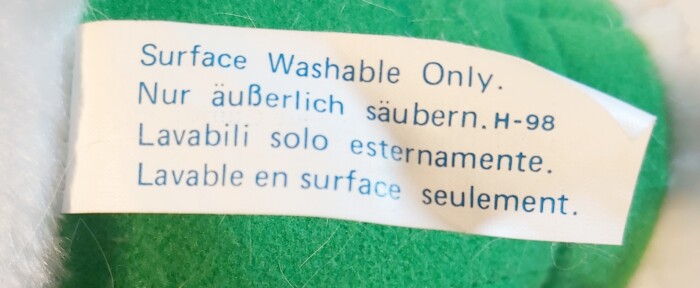 Surface Washable Only.
Nur äußerlich säubern. H-98
Lavabili solo esternamente.
Lavable en surface seulement.